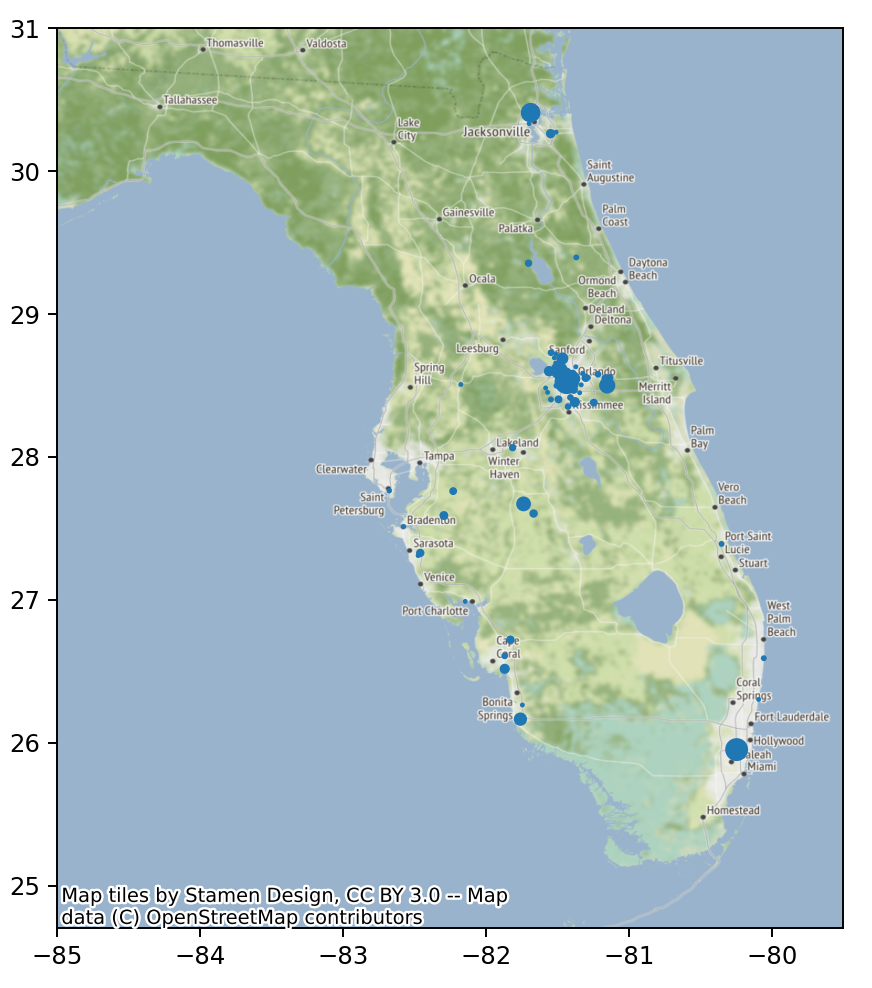 31
30
29
28
27
26
25
Thomasville
Valdosta
Tallahassee
Lake
City
Jacksonville
Saint
Augustine
Gainesville
Palatka
Palm
Coast
Daytona
Beach
Ocala
Ormond
Beach
DeLand
Deltona
Leesburg
Sanford
Orlando
Titusville
Spring
Hill
Merritt
Island
Kissimmee
Palm
Bay
Clearwater
Tampa
Lakeland
Winter
Haven
Saint
Petersburg
Vero
Beach
Bradenton
Sarasota
Port Saint
Lucie
Stuart
Venice
Port Charlotte
West
Palm
Beach
Cape
Coral
Coral
Springs
Bonita
Springs
Fort Lauderdale
Hollywood
aleah
Miami
Homestead
Map tiles by Stamen Design, CC BY 3.0 -- Map
data (C) OpenStreetMap contributors
−85 −84 −83 −82 −81 −80